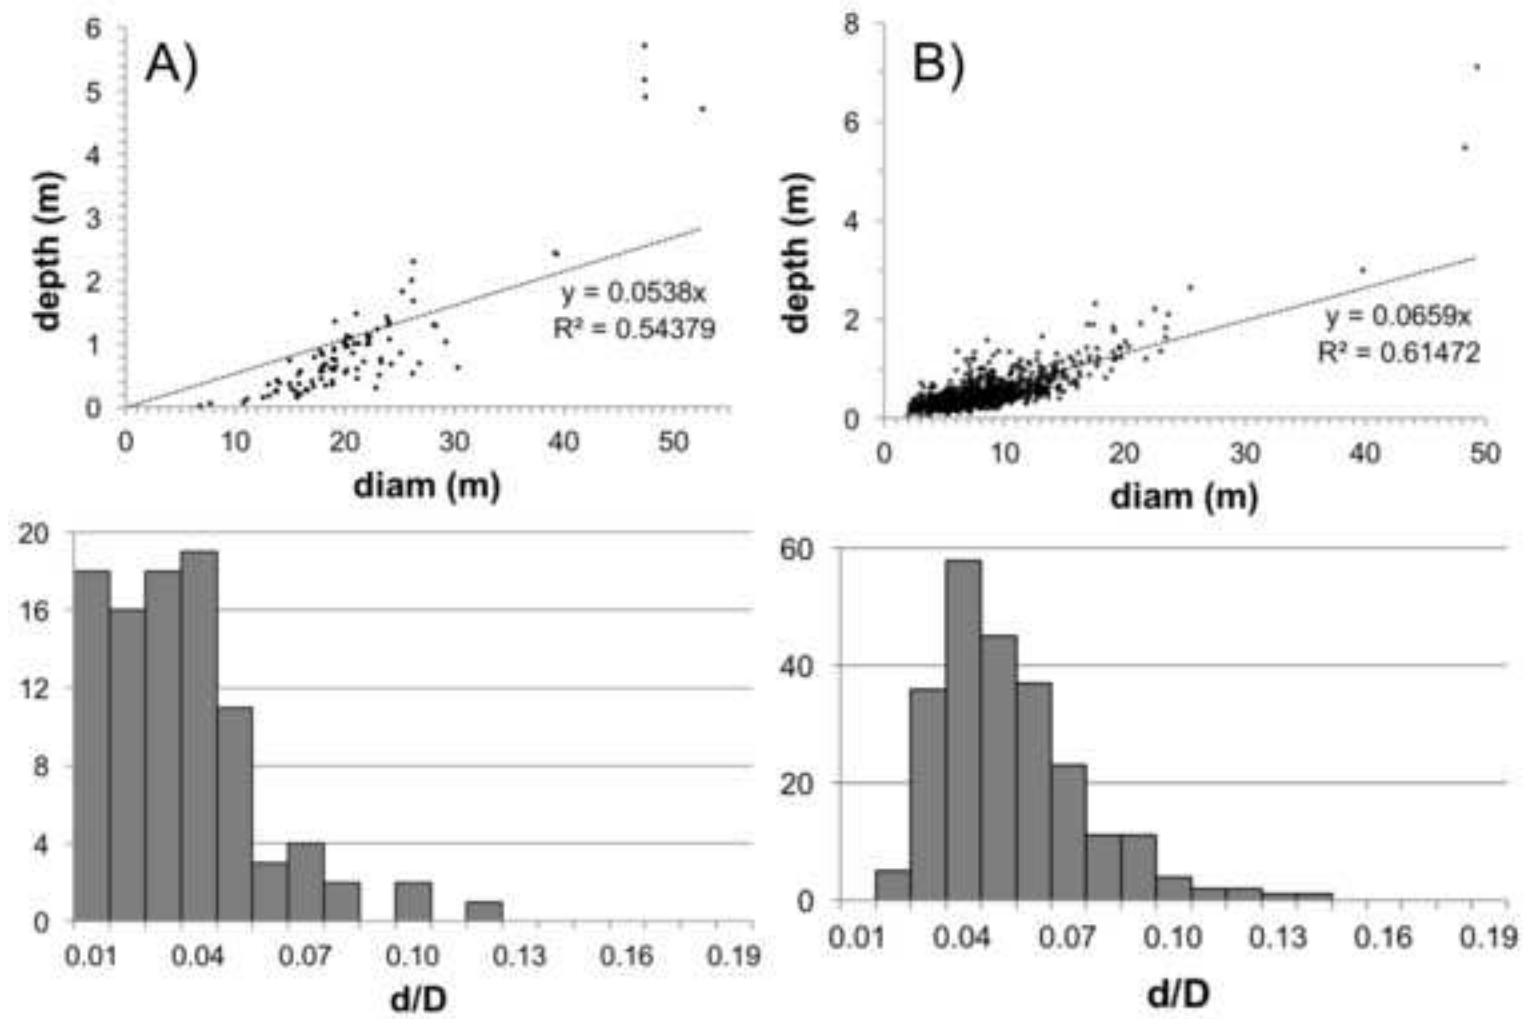 A)
6
5
4
3
2
1
0
depth (m)
y = 0.0538x
R² = 0.54379
0 10 20 30 40 50
diam (m)
B)
8
6
4
2
0
depth (m)
y = 0.0659x
R² = 0.61472
0 10 20 30 40 50
diam (m)
20
16
12
8
4
0
0.01 0.04 0.07 0.10 0.13 0.16 0.19
d/D
60
40
20
0
0.01 0.04 0.07 0.10 0.13 0.16 0.19
d/D